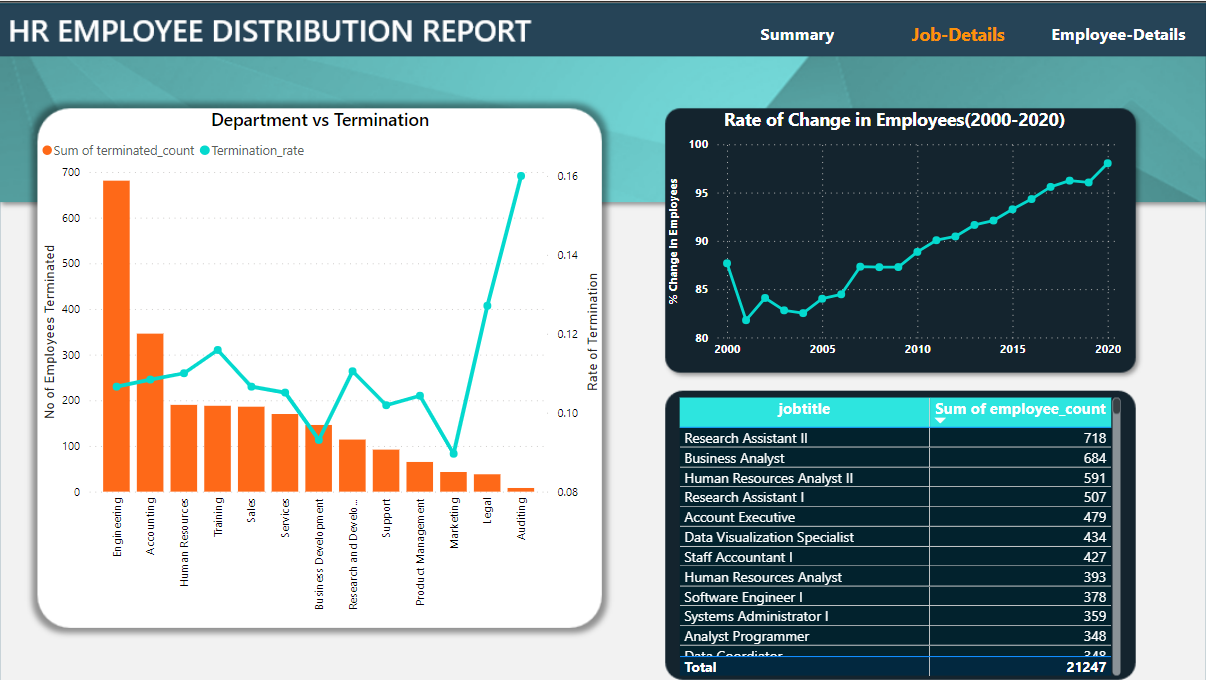 HR EMPLOYEE DISTRIBUTION REPORT
Summary
Job-Details
Employee-Details
Department vs Termination
Sum of terminated_count
Termination_rate
No of Employees Terminated
700
600
500
400
300
200
100
0
0.16
0.14
0.12
0.10
0.08
Rate of Termination
Engineering
Accounting
Human Resources
Training
Sales
Services
Business Development
Research and Develo...
Support
Product Management
Marketing
Legal
Auditing
Rate of Change in Employees(2000-2020)
% Change In Employees
100
95
90
85
80
2000
2005
2010
2015
2020
jobtitle Sum of employee_count
Research Assistant II 718
Business Analyst 684
Human Resources Analyst II 591
Research Assistant I 507
Account Executive 479
Data Visualization Specialist 434
Staff Accountant I 427
Human Resources Analyst 393
Software Engineer I 378
Systems Administrator I 359
Analyst Programmer 348
Data Coordinator 348
Total 21247